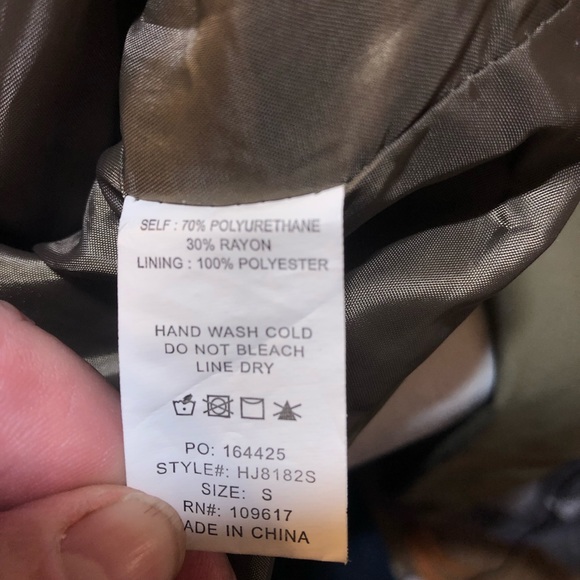 SELF : 70% POLYURETHANE
30% RAYON
LINING : 100% POLYESTER
HAND WASH COLD
DO NOT BLEACH
LINE DRY
PO: 164425
STYLE#: HJ8182S
SIZE: S
RN#: 109617
ADE IN CHINA